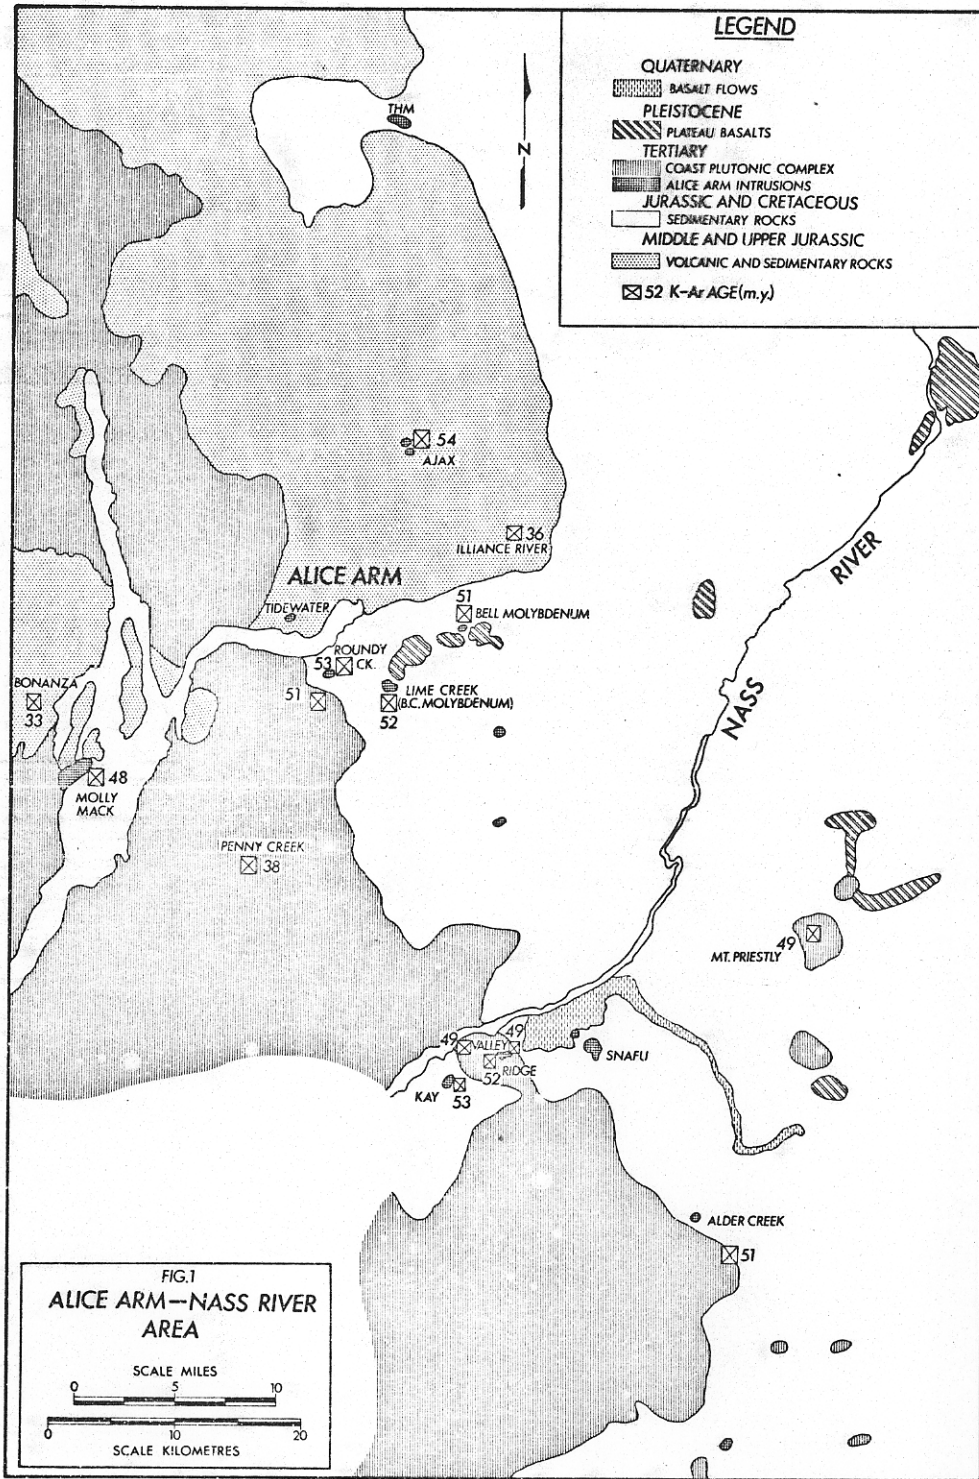 LEGEND
QUATERNARY
BASALT FLOWS
PLEISTOCENE
PLATEAU BASALTS
TERTIARY
COAST PLUTONIC COMPLEX
ALICE ARM INTRUSIONS
JURASSIC AND CRETACEOUS
SEDIMENTARY ROCKS
MIDDLE AND UPPER JURASSIC
VOLCANIC AND SEDIMENTARY ROCKS
52 K-Ar AGE (m.y.)
THM
N
54
AJAX
36
ILLIANCE RIVER
ALICE ARM
RIVER
NASS
51
BELL MOLYBDENUM
TIDEWATER
ROUNDY
CK.
53
51
LIME CREEK
(B.C. MOLYBDENUM)
52
BONANZA
33
48
MOLLY
MACK
PENNY CREEK
38
49
MT. PRIESTLY
49
VALLEY
49
52
RIDGE
SNAFU
KAY
53
ALDER CREEK
51
FIG.1
ALICE ARM-NASS RIVER
AREA
SCALE MILES
0 5 10
0 10 20
SCALE KILOMETRES